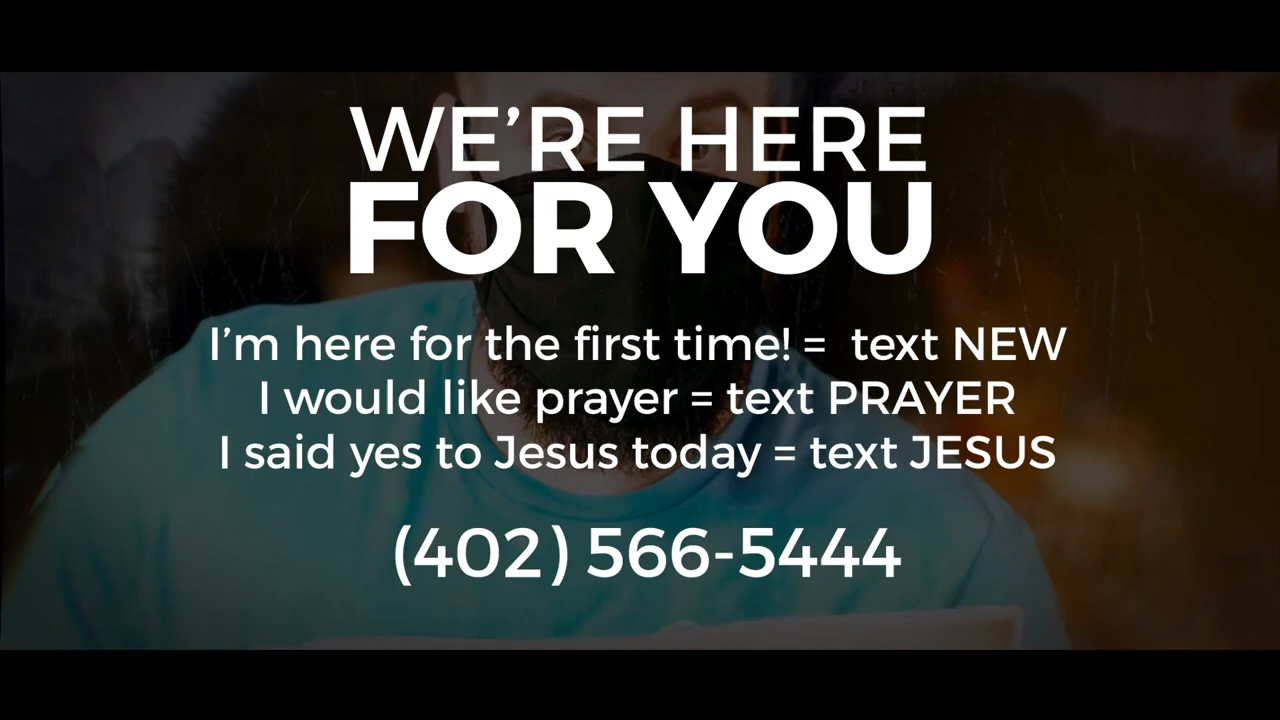 WE'RE HERE
FOR YOU
I'm here for the first time! = text NEW
I would like prayer = text PRAYER
I said yes to Jesus today = text JESUS
(402) 566-5444